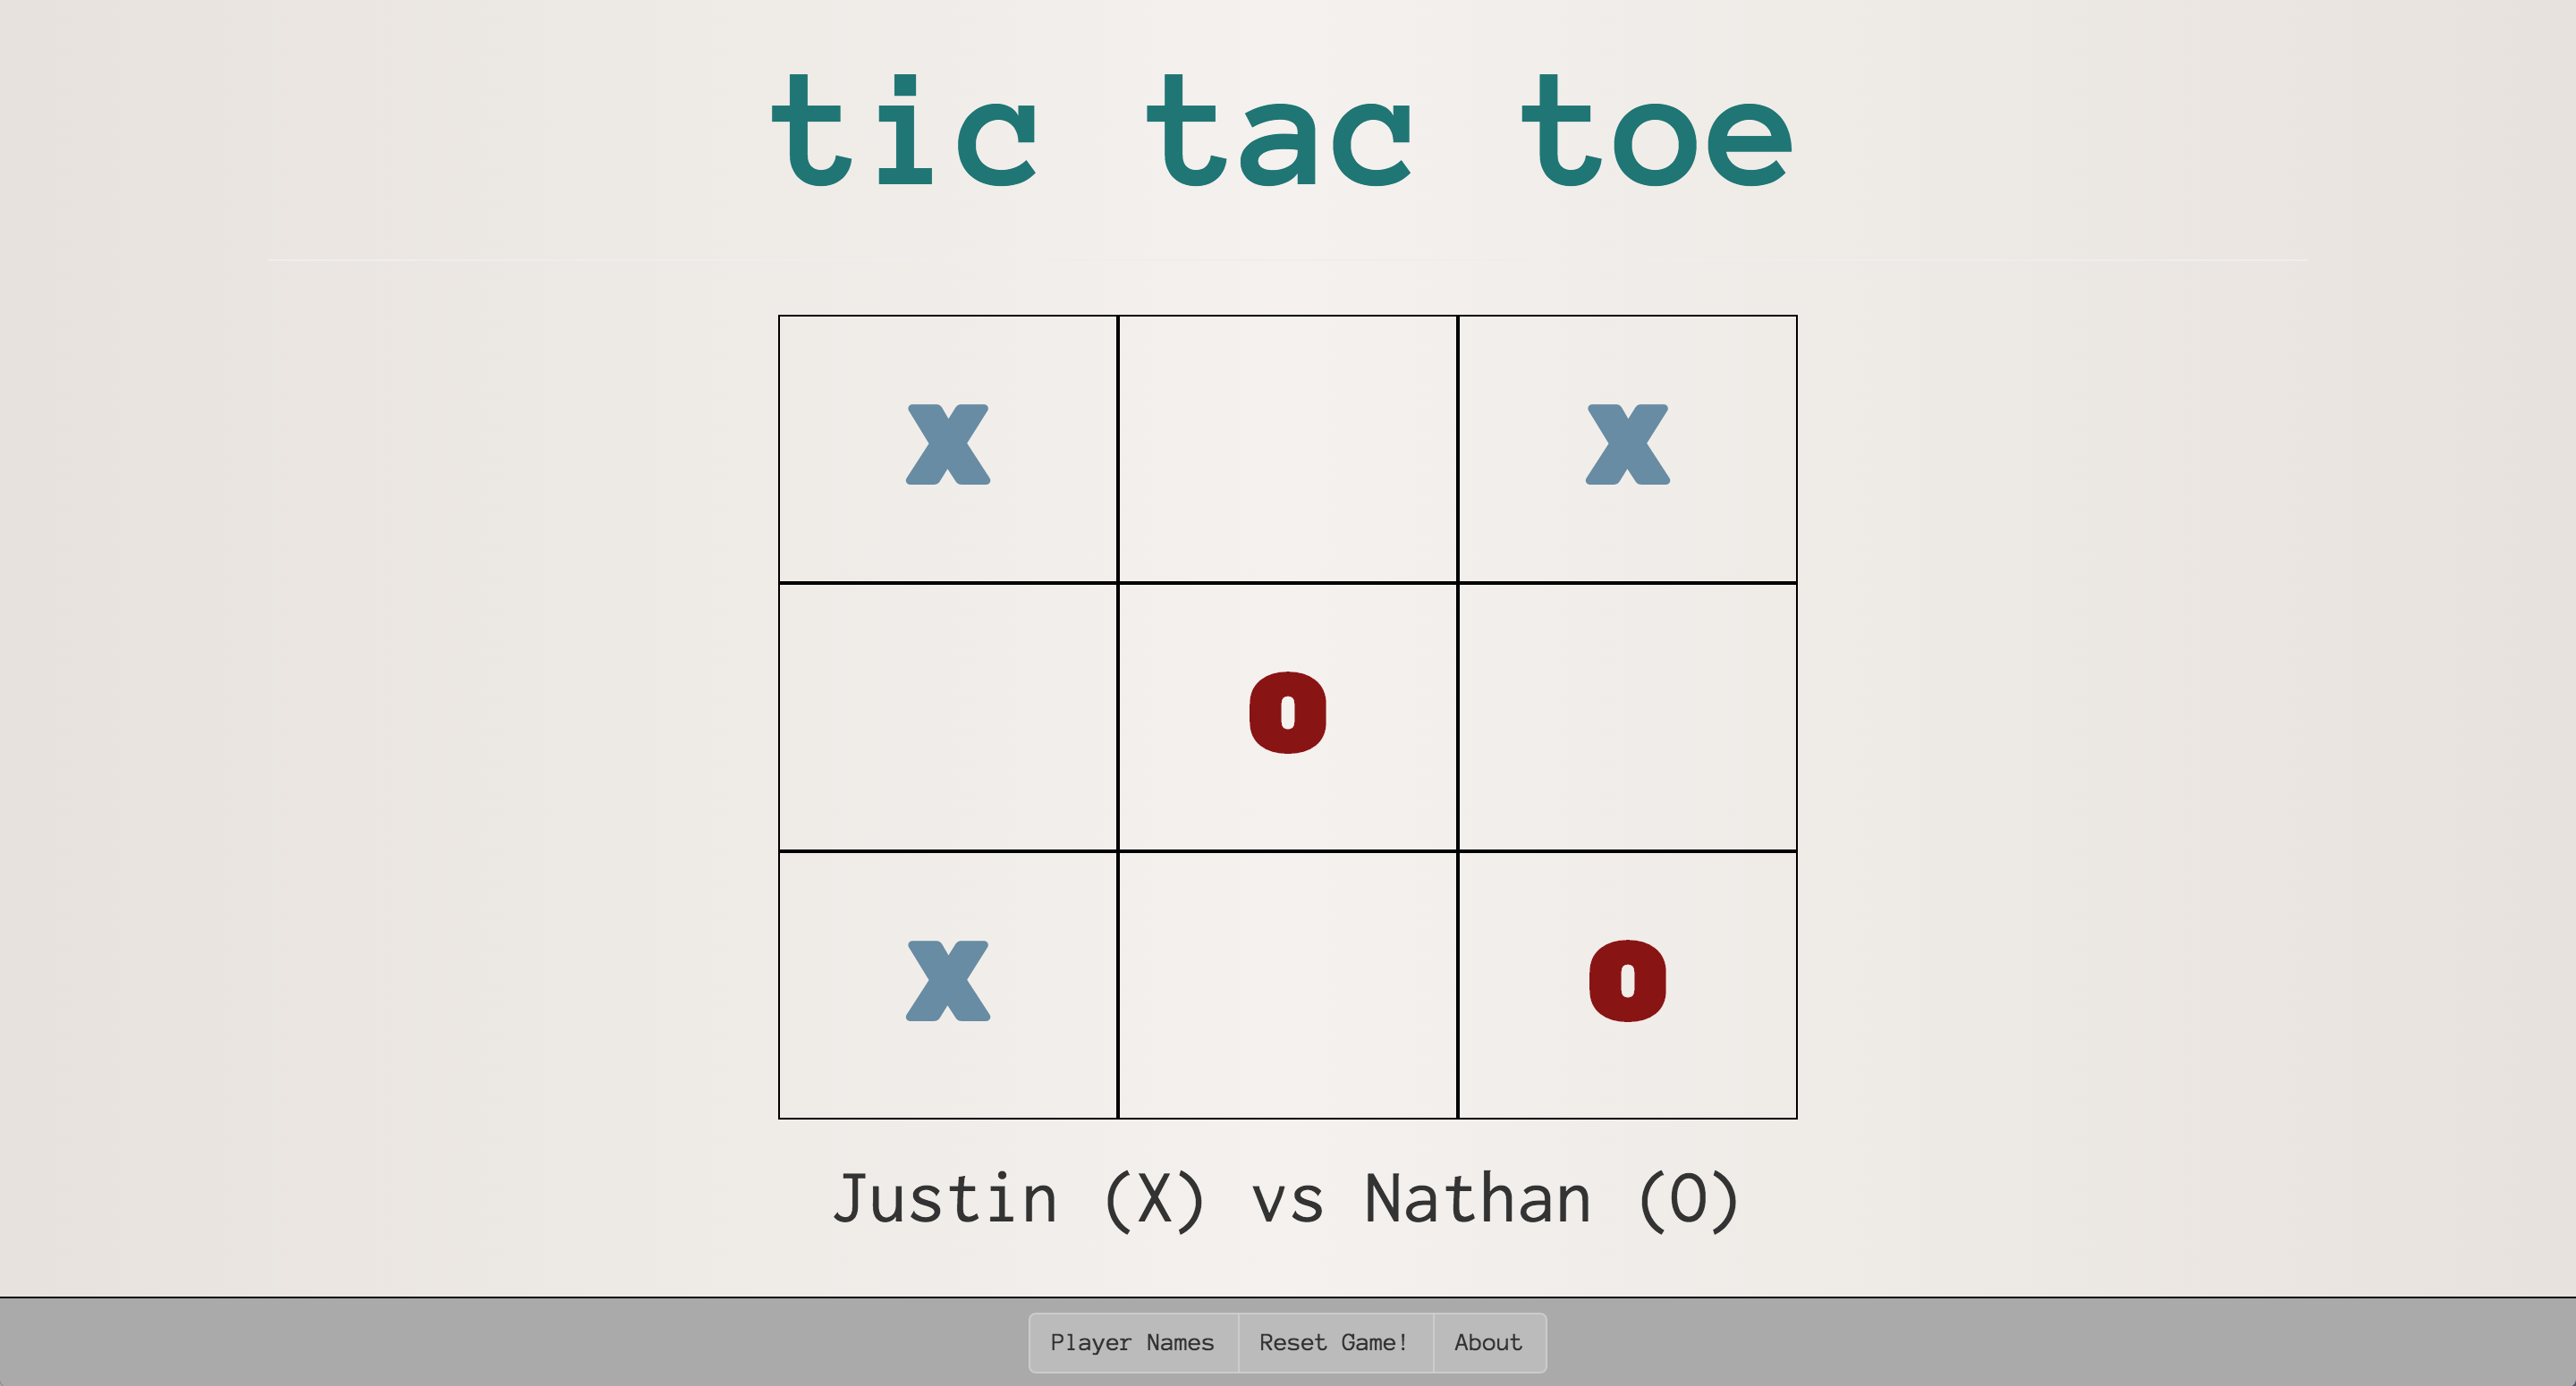 tic tac toe
X X
O
X O
Justin (X) vs Nathan (O)
Player Names Reset Game! About